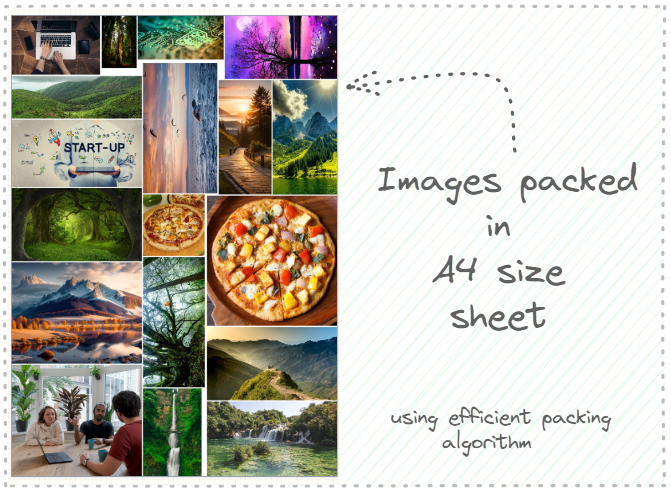 START-UP
Images packed
in
A4 size
sheet
using efficient packing
algorithm